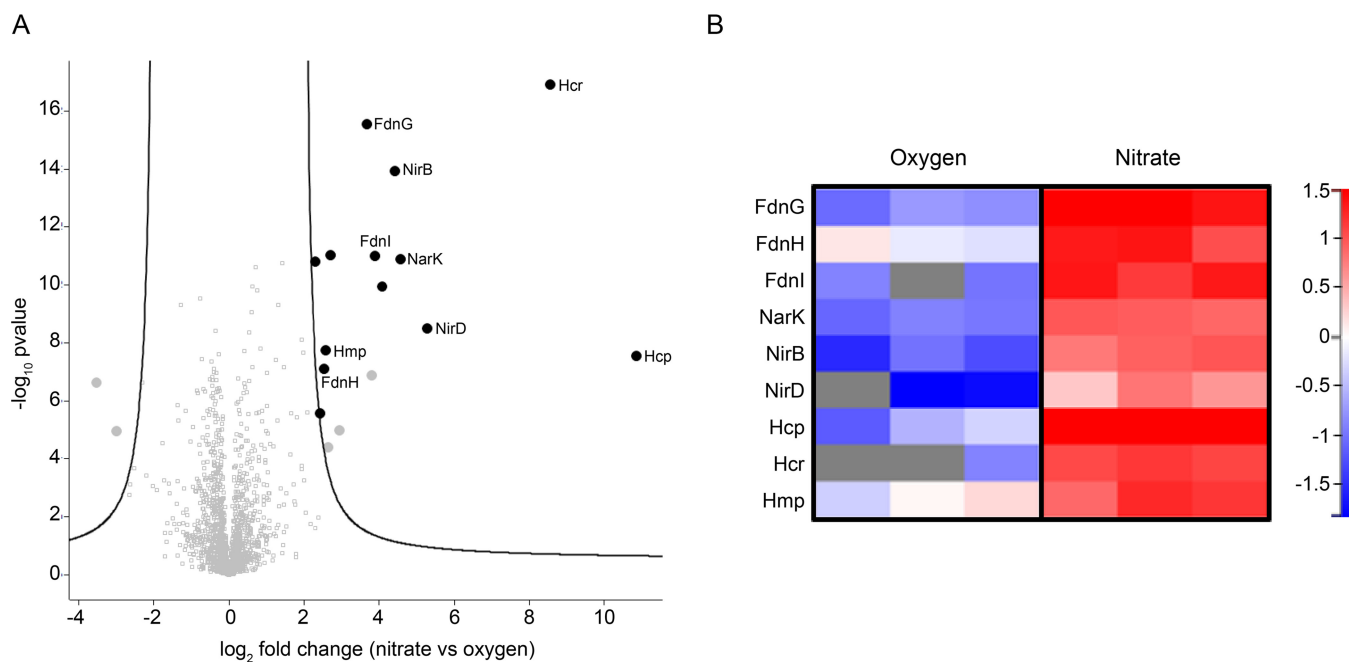 A
B
16
14
12
10
8
6
4
2
0
-log10 pvalue
-4
-2
0
2
4
6
8
10
log2 fold change (nitrate vs oxygen)
Hcr
FdnG
NirB
FdnI
NarK
NirD
Hmp
FdnH
Hcp
Oxygen
Nitrate
FdnG
FdnH
FdnI
NarK
NirB
NirD
Hcp
Hcr
Hmp
1.5
1
0.5
0
-0.5
-1
-1.5